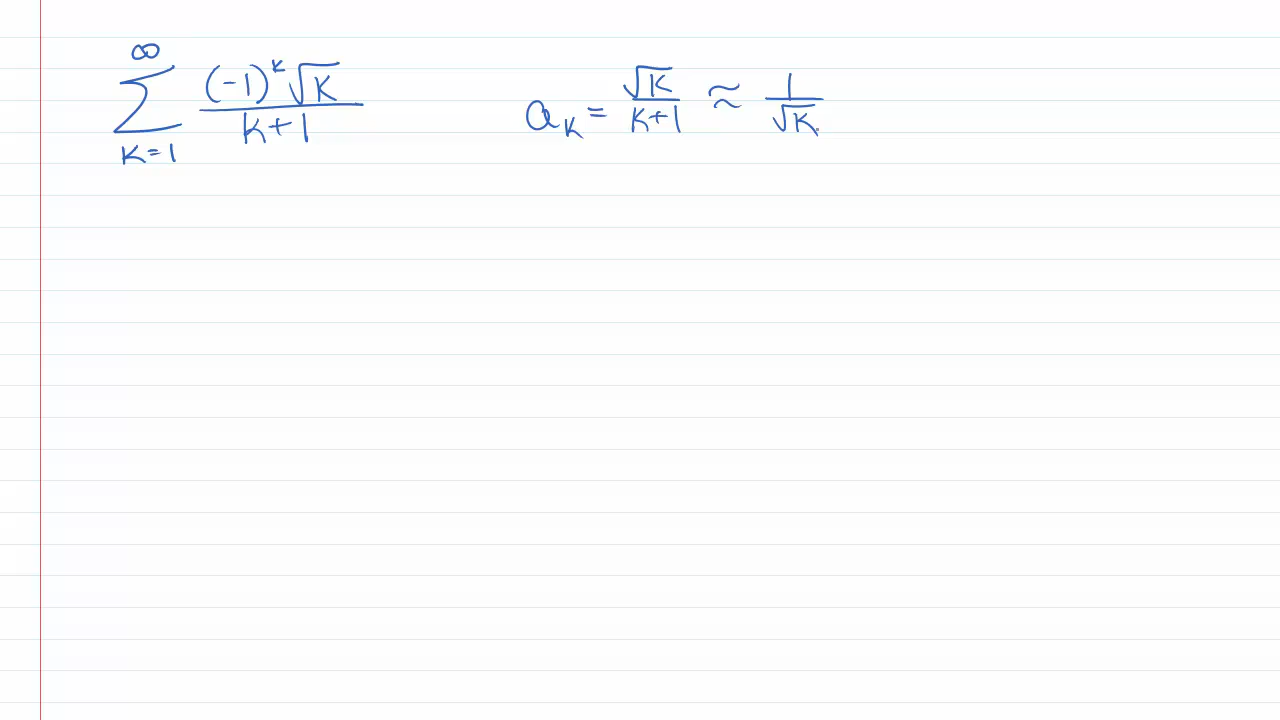 ∞
∑ (-1)^k √k / k+1
k=1
a_k = √k / k+1 ≈ 1 / √k